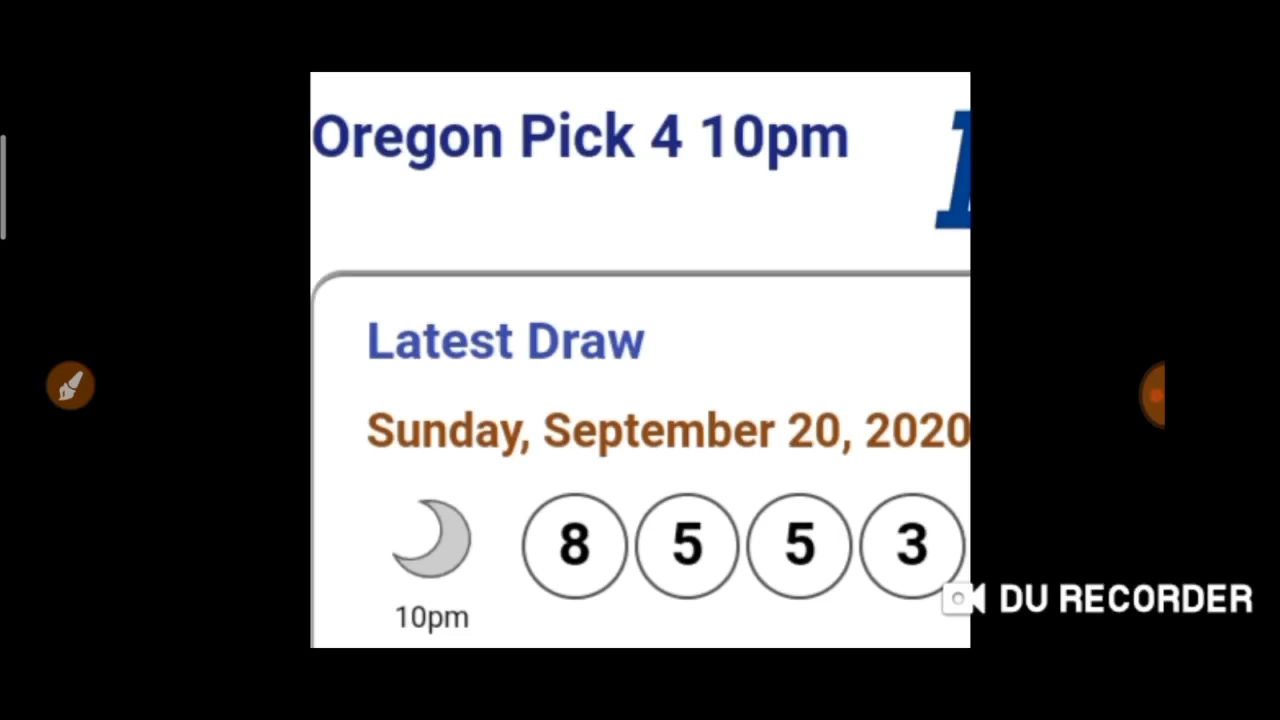 Oregon Pick 4 10pm
Latest Draw
Sunday, September 20, 2020
8 5 5 3
10pm
DU RECORDER